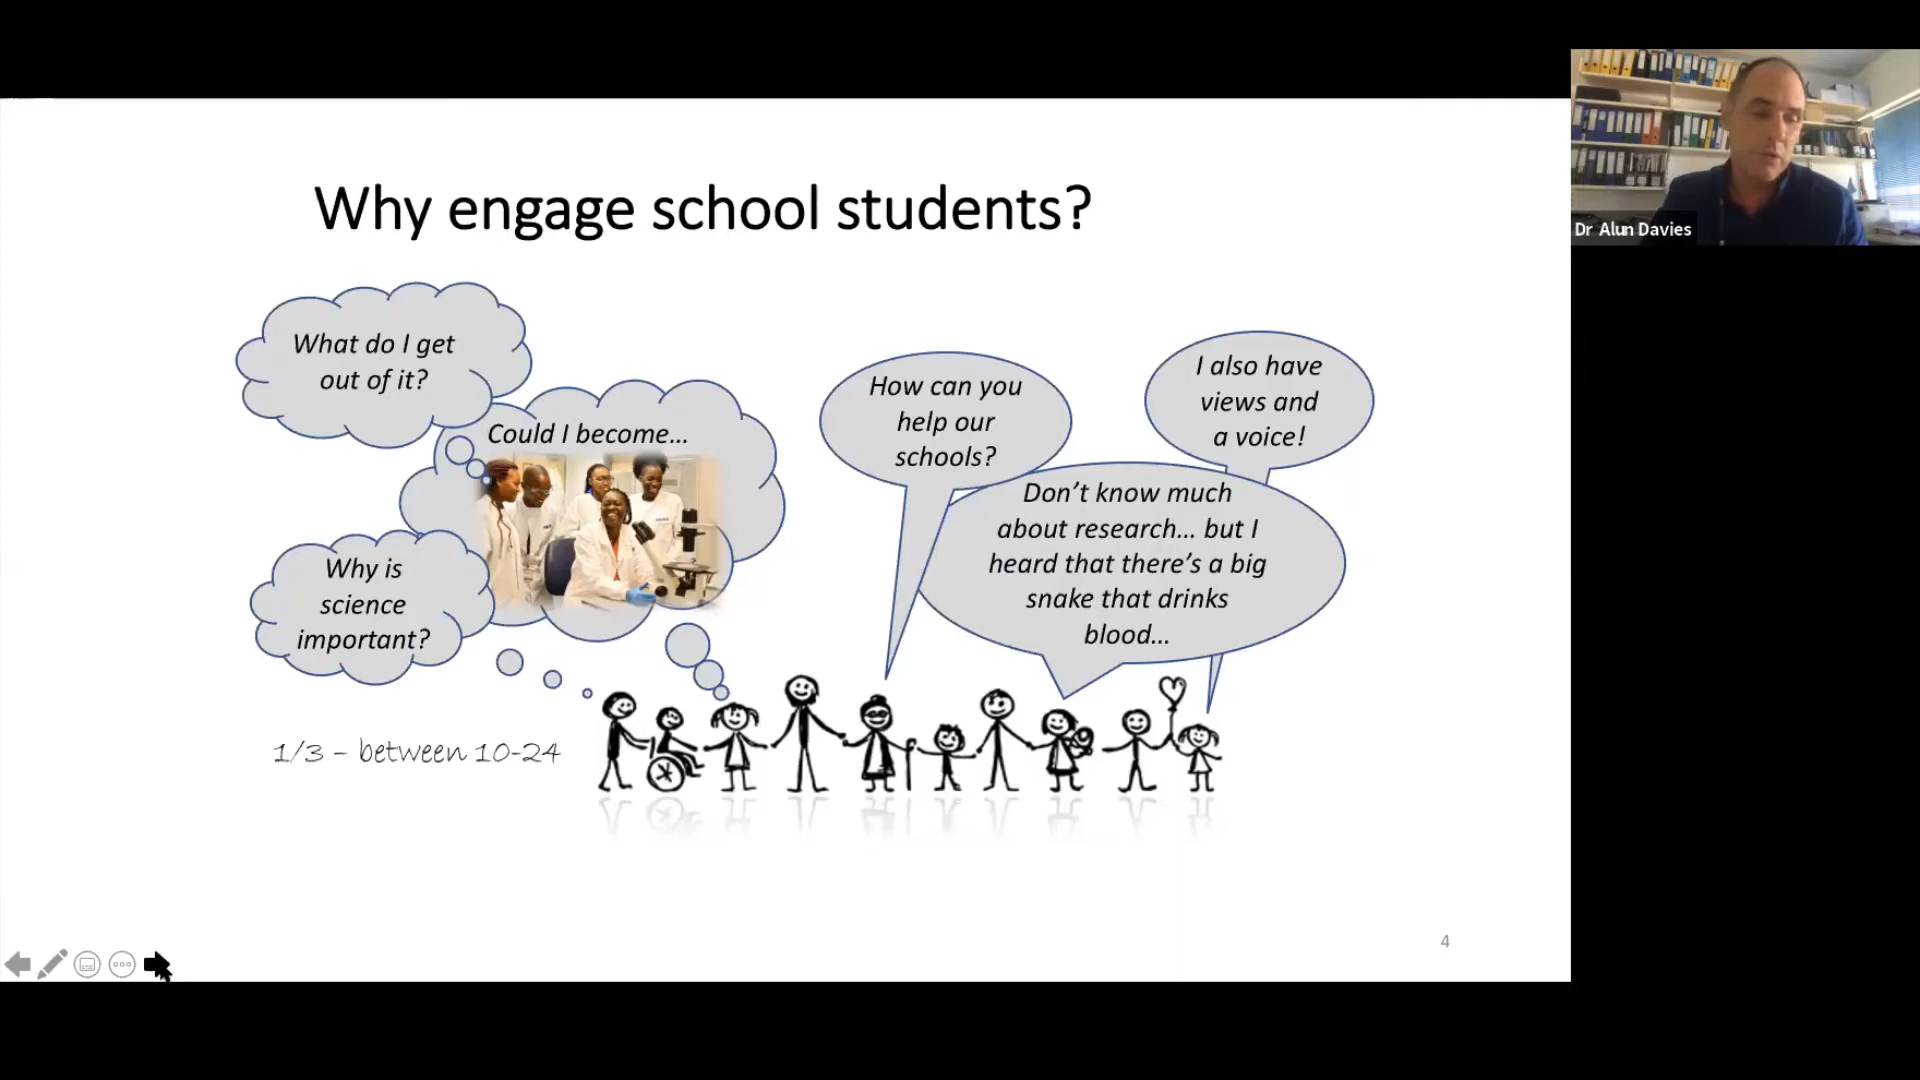 Why engage school students?
What do I get
out of it?
Could I become…
Why is
science
important?
How can you
help our
schools?
I also have
views and
a voice!
Don't know much
about research… but I
heard that there's a big
snake that drinks
blood…
1/3 – between 10-24
4
Dr Alun Davies